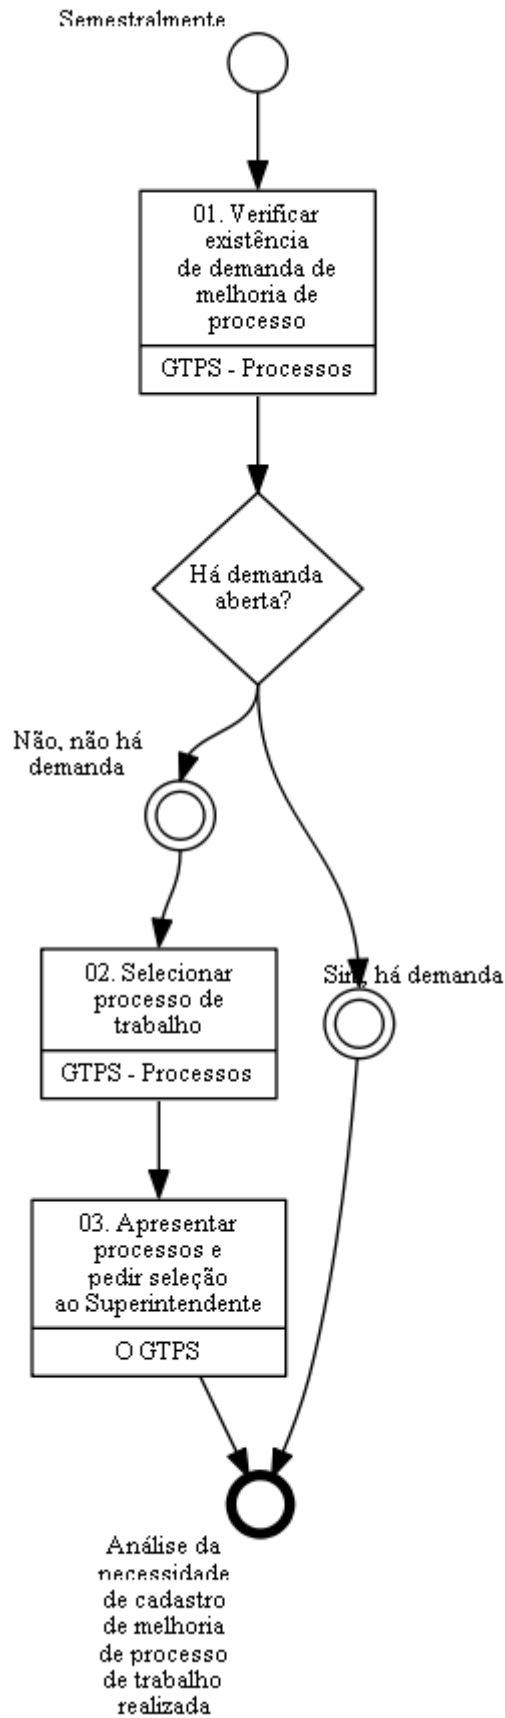 Semestralmente
01. Verificar
existência
de demanda de
melhoria de
processo
GTPS - Processos
Há demanda
aberta?
Não, não há
demanda
Sim, há demanda
02. Selecionar
processo de
trabalho
GTPS - Processos
03. Apresentar
processos e
pedir seleção
ao Superintendente
O GTPS
Análise da
necessidade
de cadastro
de melhoria
de processo
de trabalho
realizada